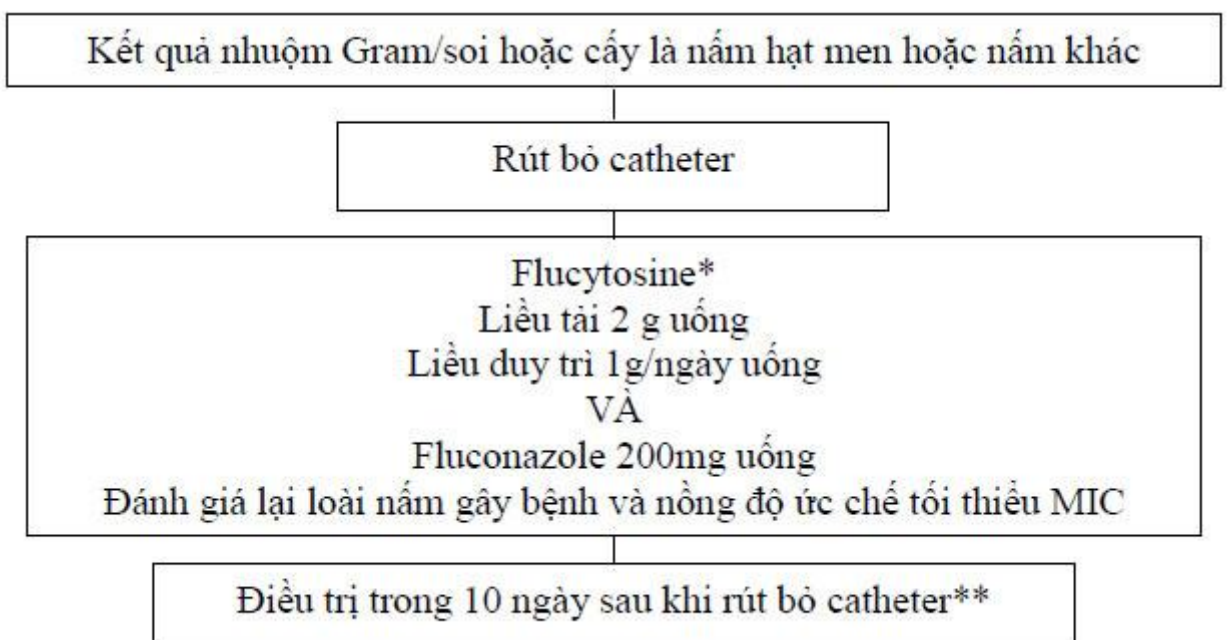 Kết quả nhuộm Gram/soi hoặc cấy là nấm hạt men hoặc nấm khác
Rút bỏ catheter
Flucytosine*
Liều tải 2 g uống
Liều duy trì 1g/ngày uống
VÀ
Fluconazole 200mg uống
Đánh giá lại loài nấm gây bệnh và nồng độ ức chế tối thiểu MIC
Điều trị trong 10 ngày sau khi rút bỏ catheter**